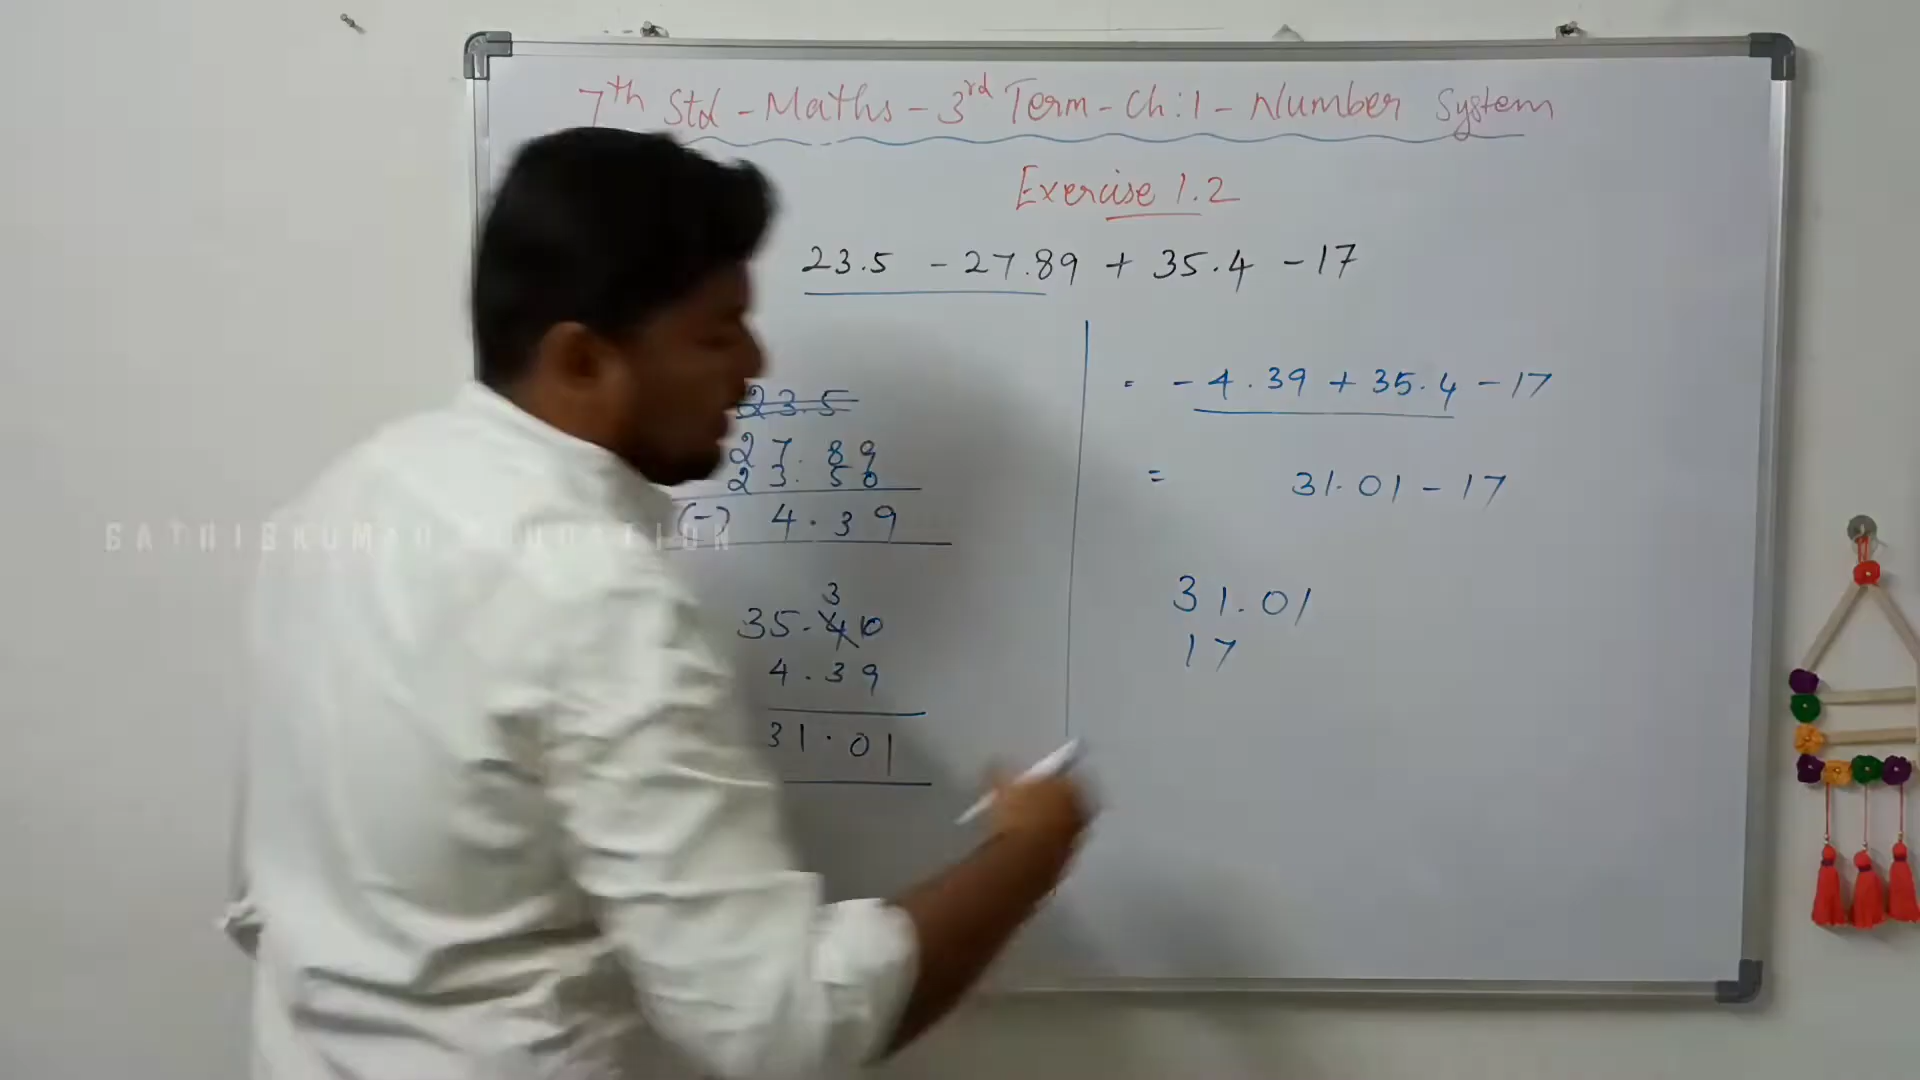 7th Std - Maths - 3rd Term - Ch:1 - Number System
Exercise 1.2
23.5 - 27.89 + 35.4 - 17
23.5
27.89
23.50
(-) 4.39
3
35.4 10
4.39
31.01
= -4.39 + 35.4 - 17
= 31.01 - 17
31.01
17